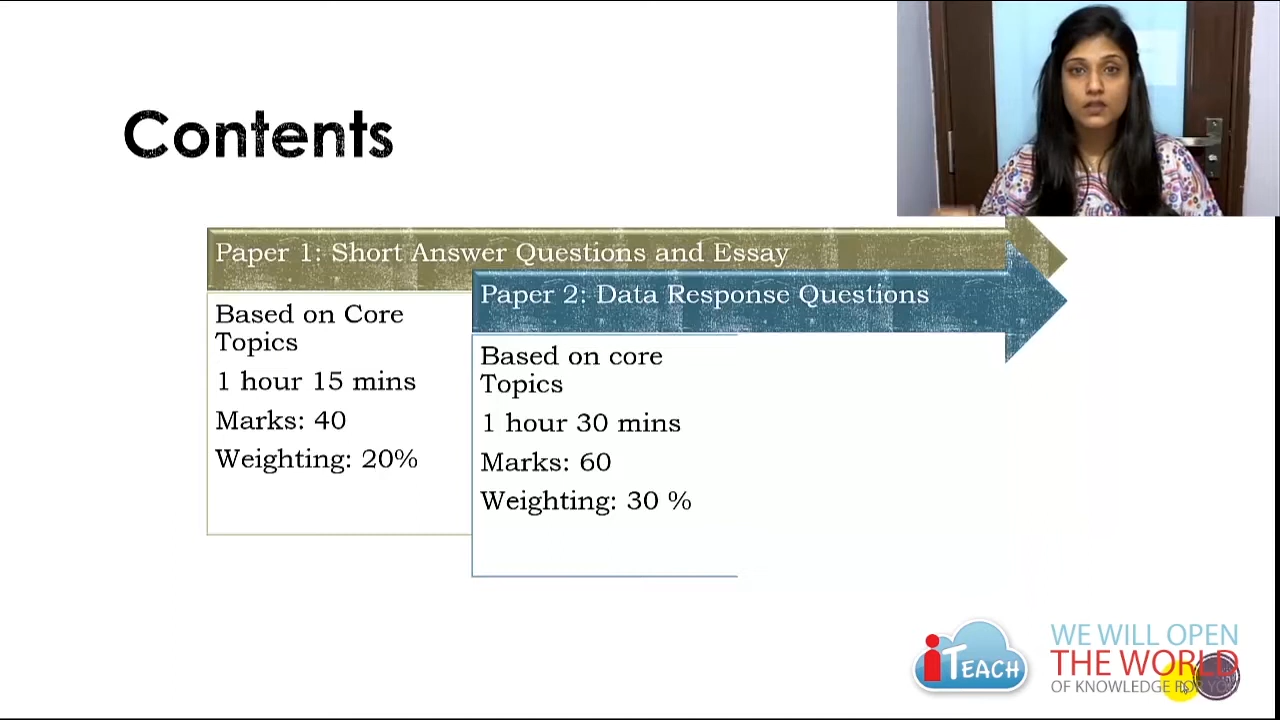 Contents
Paper 1: Short Answer Questions and Essay
Based on Core
Topics
1 hour 15 mins
Marks: 40
Weighting: 20%
Paper 2: Data Response Questions
Based on core
Topics
1 hour 30 mins
Marks: 60
Weighting: 30 %
iTEACH
WE WILL OPEN
THE WORLD
OF KNOWLEDGE FOR YOU